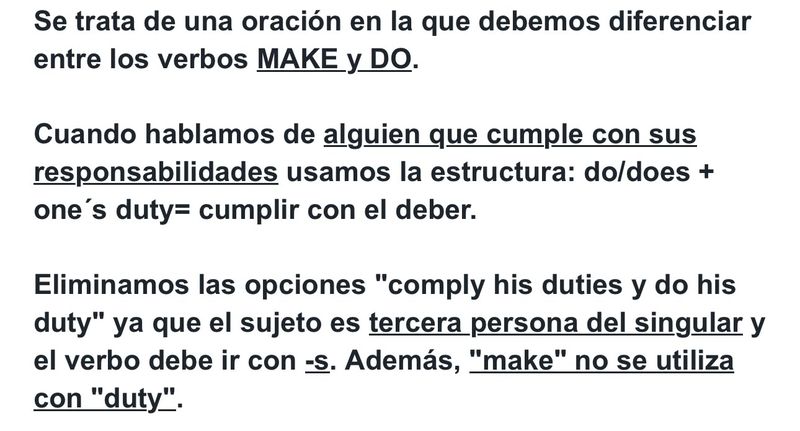 Se trata de una oración en la que debemos diferenciar
entre los verbos MAKE y DO.
Cuando hablamos de alguien que cumple con sus
responsabilidades usamos la estructura: do/does +
one´s duty= cumplir con el deber.
Eliminamos las opciones "comply his duties y do his
duty" ya que el sujeto es tercera persona del singular y
el verbo debe ir con -s. Además, "make" no se utiliza
con "duty".